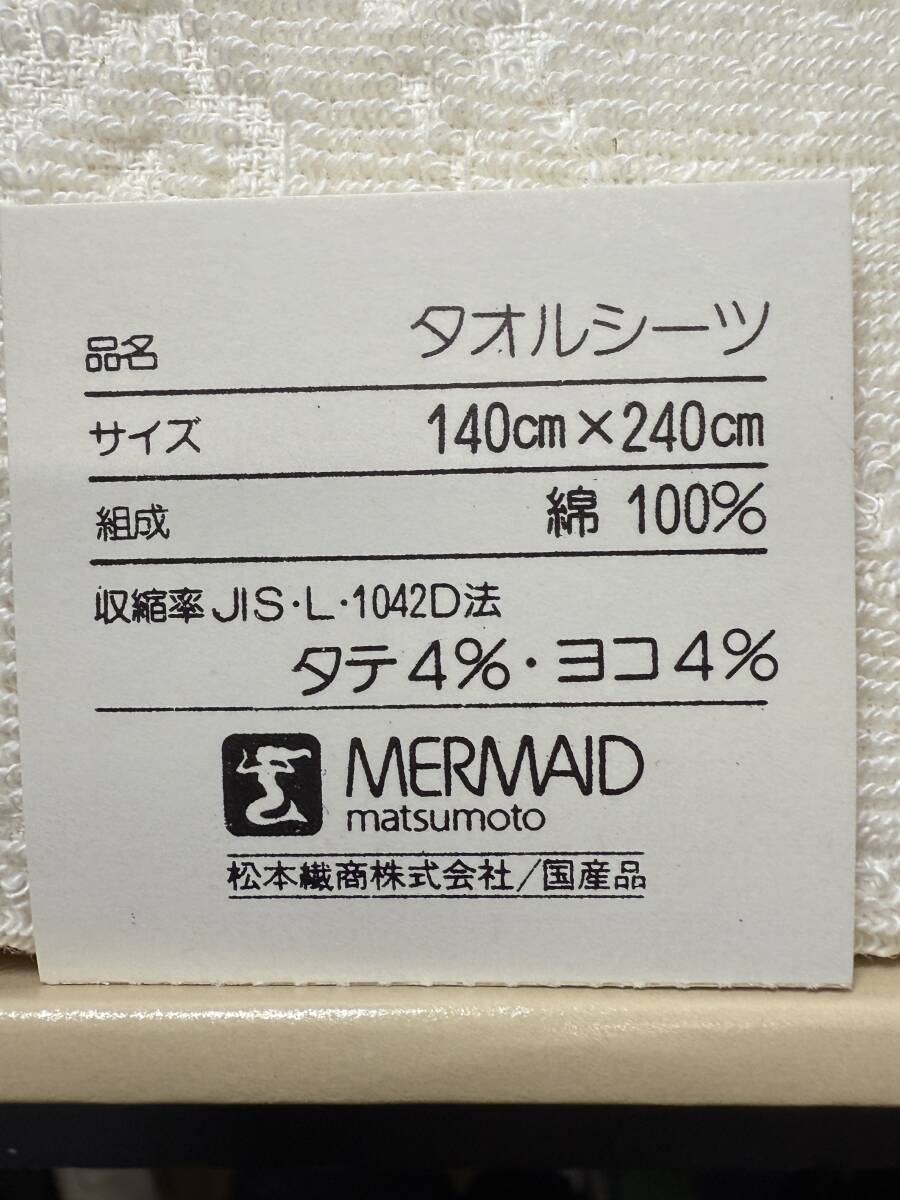 品名 タオルシーツ
サイズ 140cm×240cm
組成 綿 100%
収縮率 JIS・L・1042D法
タテ4%・ヨコ4%
MERMAID
matsumoto
松本繊商株式会社/国産品